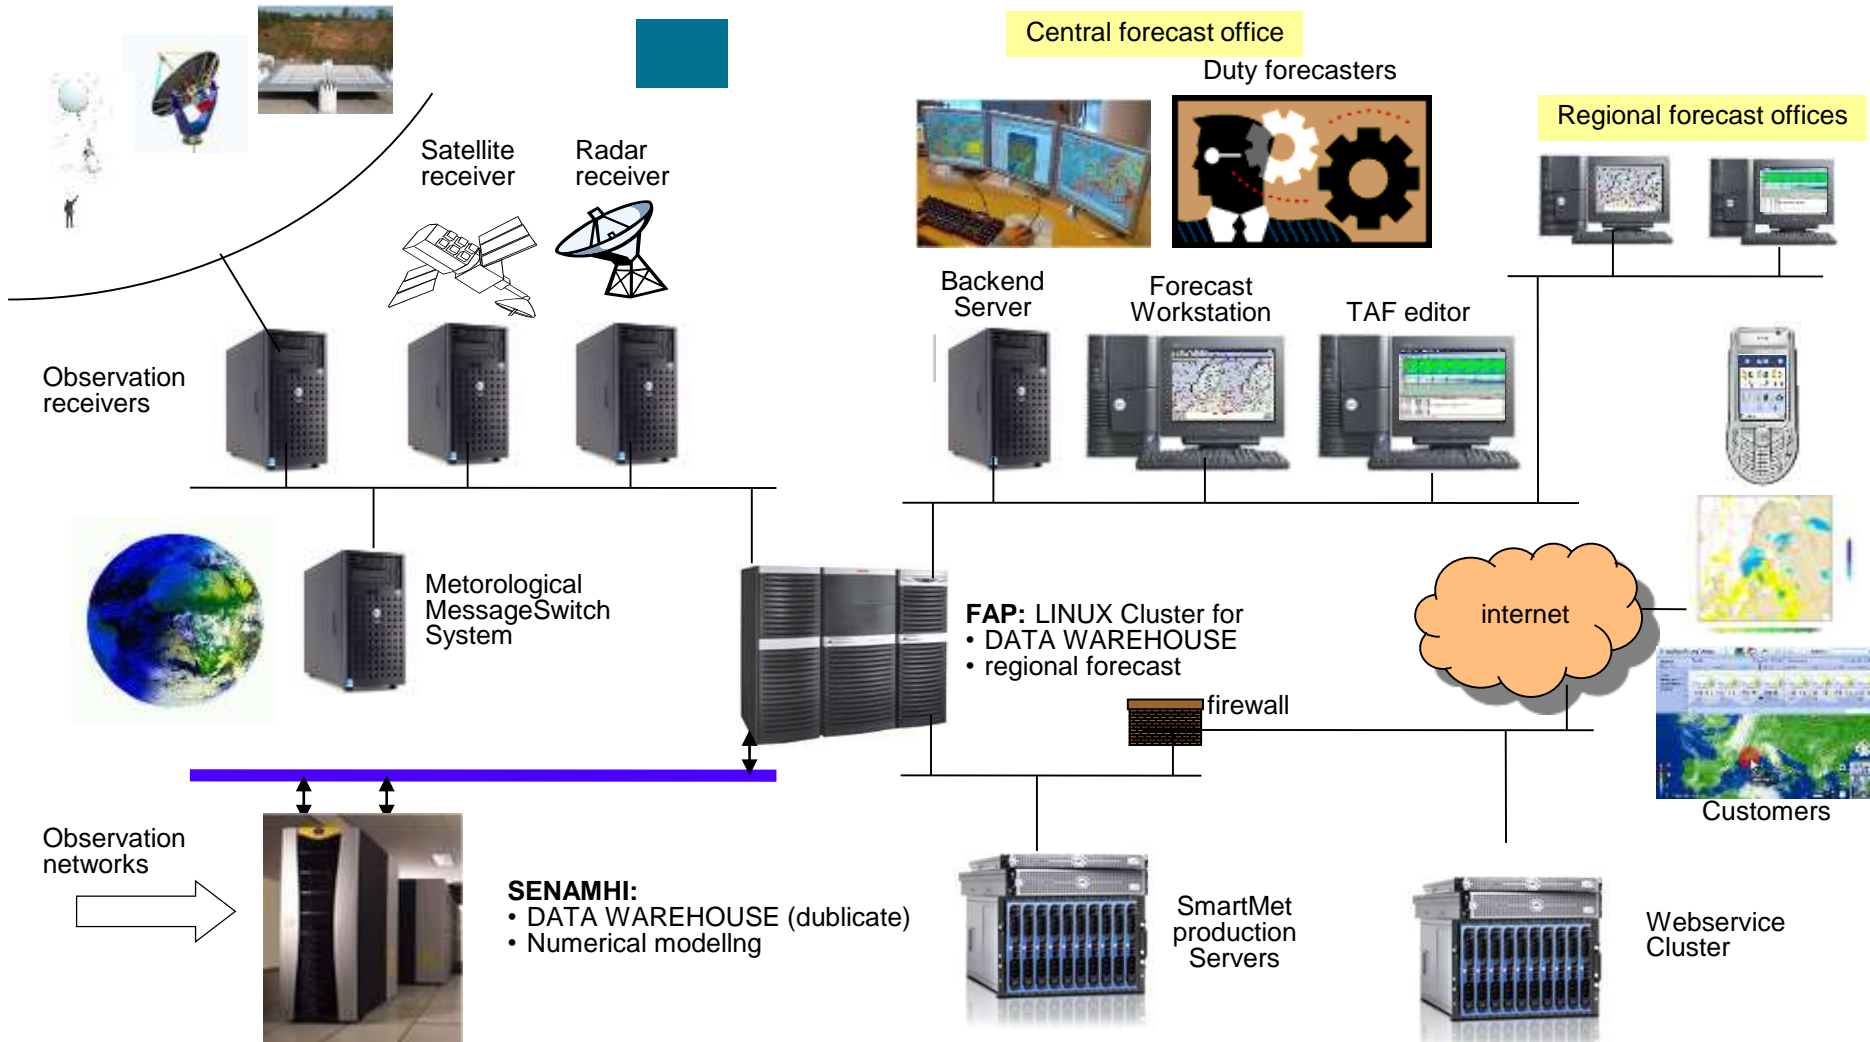 Central forecast office
Duty forecasters
Regional forecast offices
Satellite
receiver
Radar
receiver
Backend
Server
Forecast
Workstation
TAF editor
Observation
receivers
Metorological
MessageSwitch
System
FAP: LINUX Cluster for
• DATA WAREHOUSE
• regional forecast
internet
firewall
Customers
Observation
networks
SENAMHI:
• DATA WAREHOUSE (dublicate)
• Numerical modellng
SmartMet
production
Servers
Webservice
Cluster